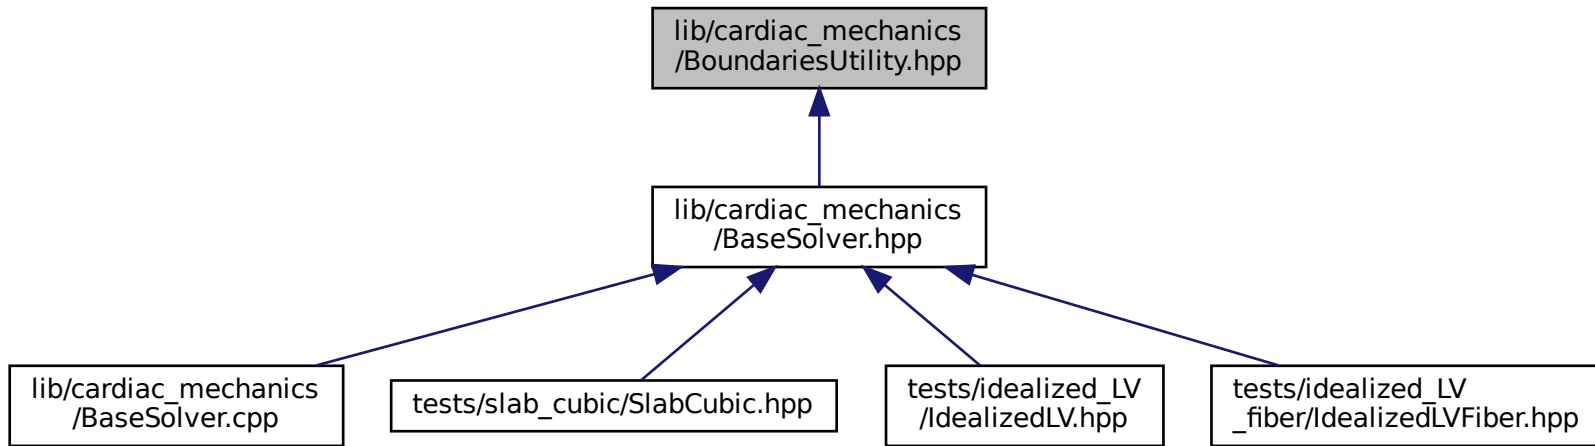 lib/cardiac_mechanics
/BoundariesUtility.hpp
lib/cardiac_mechanics
/BaseSolver.hpp
lib/cardiac_mechanics
/BaseSolver.cpp
tests/slab_cubic/SlabCubic.hpp
tests/idealized_LV
/IdealizedLV.hpp
tests/idealized_LV
_fiber/IdealizedLVFiber.hpp